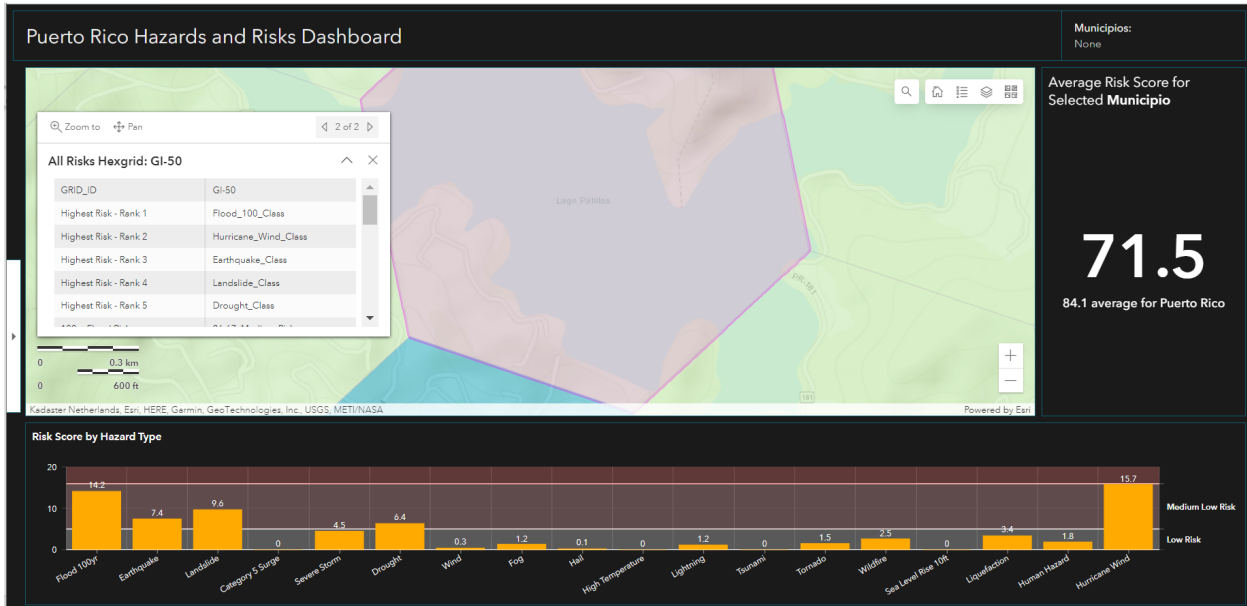 Puerto Rico Hazards and Risks Dashboard
Municipios:
None
Zoom to Pan 2 of 2
All Risks Hexgrid: GI-50
GRID_ID GI-50
Highest Risk - Rank 1 Flood_100_Class
Highest Risk - Rank 2 Hurricane_Wind_Class
Highest Risk - Rank 3 Earthquake_Class
Highest Risk - Rank 4 Landslide_Class
Highest Risk - Rank 5 Drought_Class
Lago Patillas
PR-181
181
0 0.3 km
0 600 ft
Kadaster Netherlands, Esri, HERE, Garmin, GeoTechnologies, Inc., USGS, METI/NASA
Powered by Esri
Average Risk Score for
Selected Municipio
71.5
84.1 average for Puerto Rico
Risk Score by Hazard Type
20
10
0
14.2
7.4
9.6
0
4.5
6.4
0.3
1.2
0.1
0
1.2
0
1.5
2.5
0
3.4
1.8
15.7
Medium Low Risk
Low Risk
Flood 100yr
Earthquake
Landslide
Category 5 Surge
Severe Storm
Drought
Wind
Fog
Hail
High Temperature
Lightning
Tsunami
Tornado
Wildfire
Sea Level Rise 10ft
Liquefaction
Human Hazard
Hurricane Wind